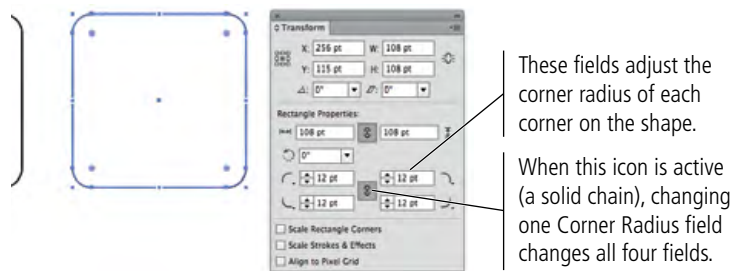 Transform
X: 256 pt W: 108 pt
Y: 115 pt H: 108 pt
0° 0°
Rectangle Properties:
108 pt 108 pt
0°
12 pt 12 pt
12 pt 12 pt
Scale Rectangle Corners
Scale Strokes & Effects
Align to Pixel Grid
These fields adjust the
corner radius of each
corner on the shape.
When this icon is active
(a solid chain), changing
one Corner Radius field
changes all four fields.